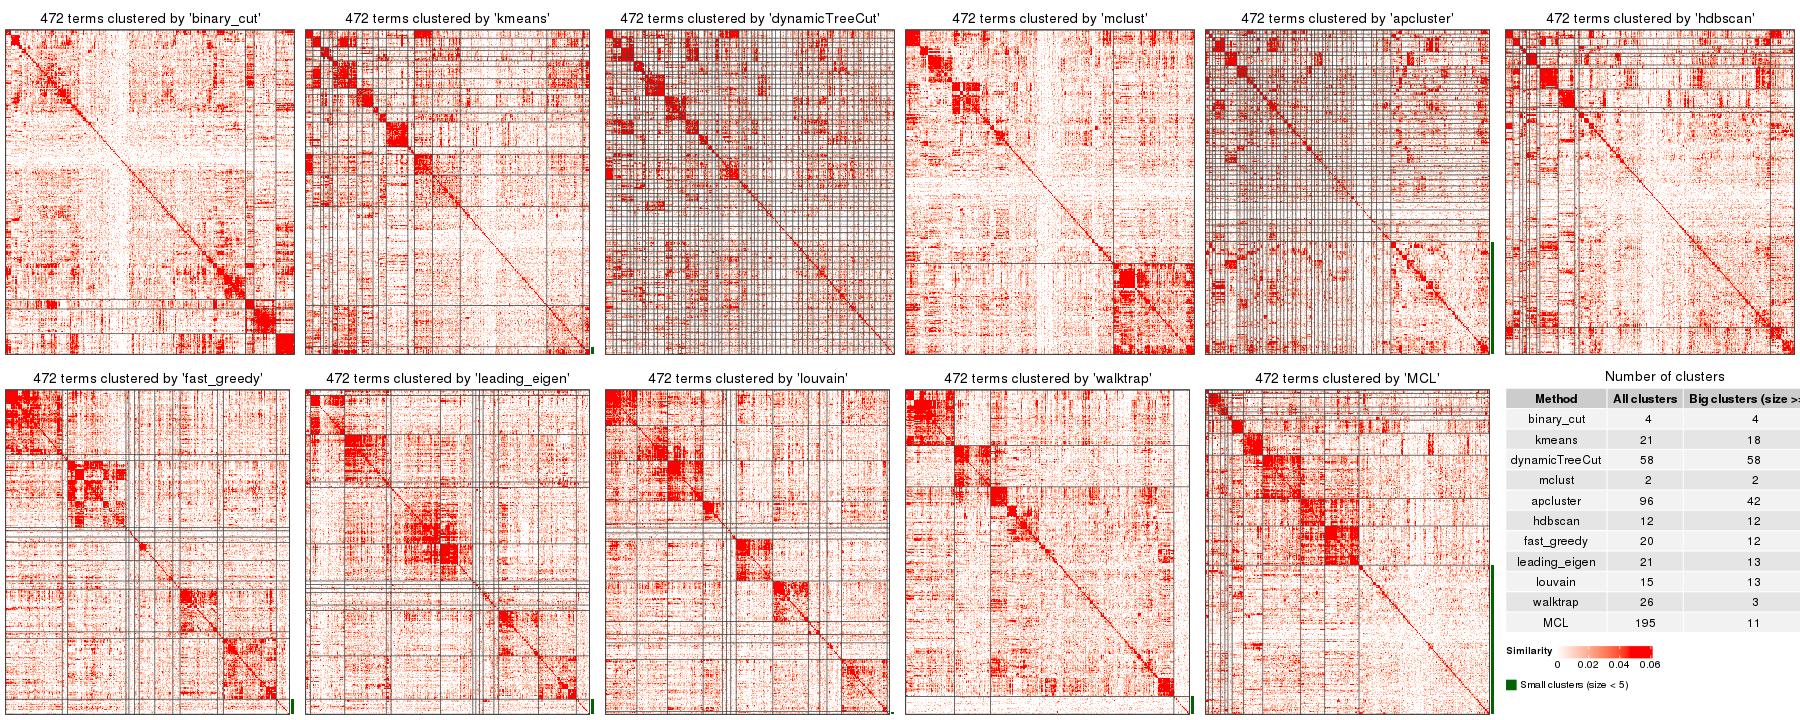 472 terms clustered by 'binary_cut'
472 terms clustered by 'kmeans'
472 terms clustered by 'dynamicTreeCut'
472 terms clustered by 'mclust'
472 terms clustered by 'apcluster'
472 terms clustered by 'hdbscan'
472 terms clustered by 'fast_greedy'
472 terms clustered by 'leading_eigen'
472 terms clustered by 'louvain'
472 terms clustered by 'walktrap'
472 terms clustered by 'MCL'
Number of clusters
Method All clusters Big clusters (size >=
binary_cut 4 4
kmeans 21 18
dynamicTreeCut 58 58
mclust 2 2
apcluster 96 42
hdbscan 12 12
fast_greedy 20 12
leading_eigen 21 13
louvain 15 13
walktrap 26 3
MCL 195 11
Similarity
0 0.02 0.04 0.06
Small clusters (size < 5)